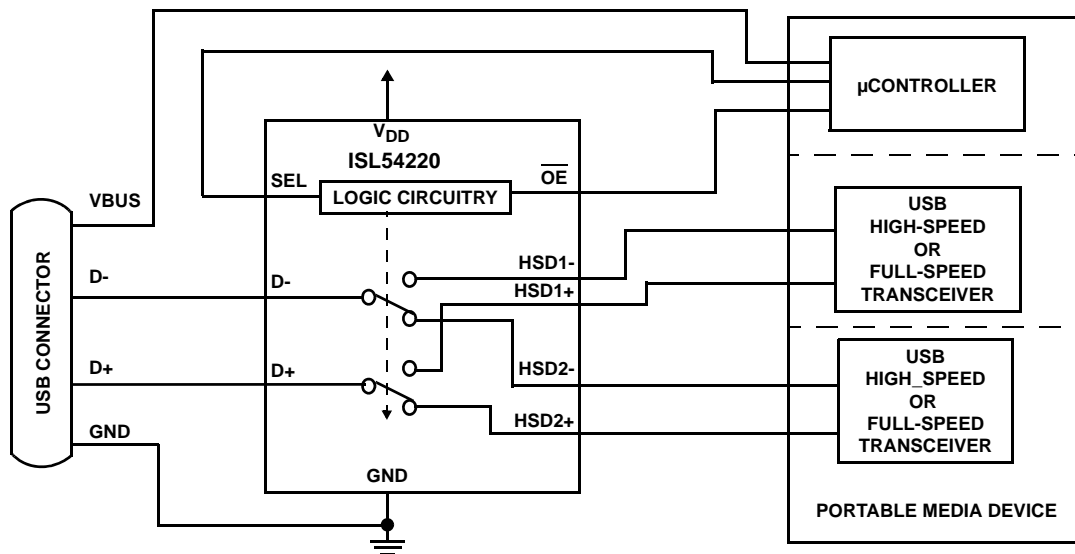 µCONTROLLER
VDD
ISL54220
SEL
OE
LOGIC CIRCUITRY
VBUS
USB
HIGH-SPEED
OR
FULL-SPEED
TRANSCEIVER
USB CONNECTOR
HSD1-
D-
D-
HSD1+
USB
HIGH_SPEED
OR
FULL-SPEED
TRANSCEIVER
D+
D+
HSD2-
HSD2+
GND
GND
PORTABLE MEDIA DEVICE